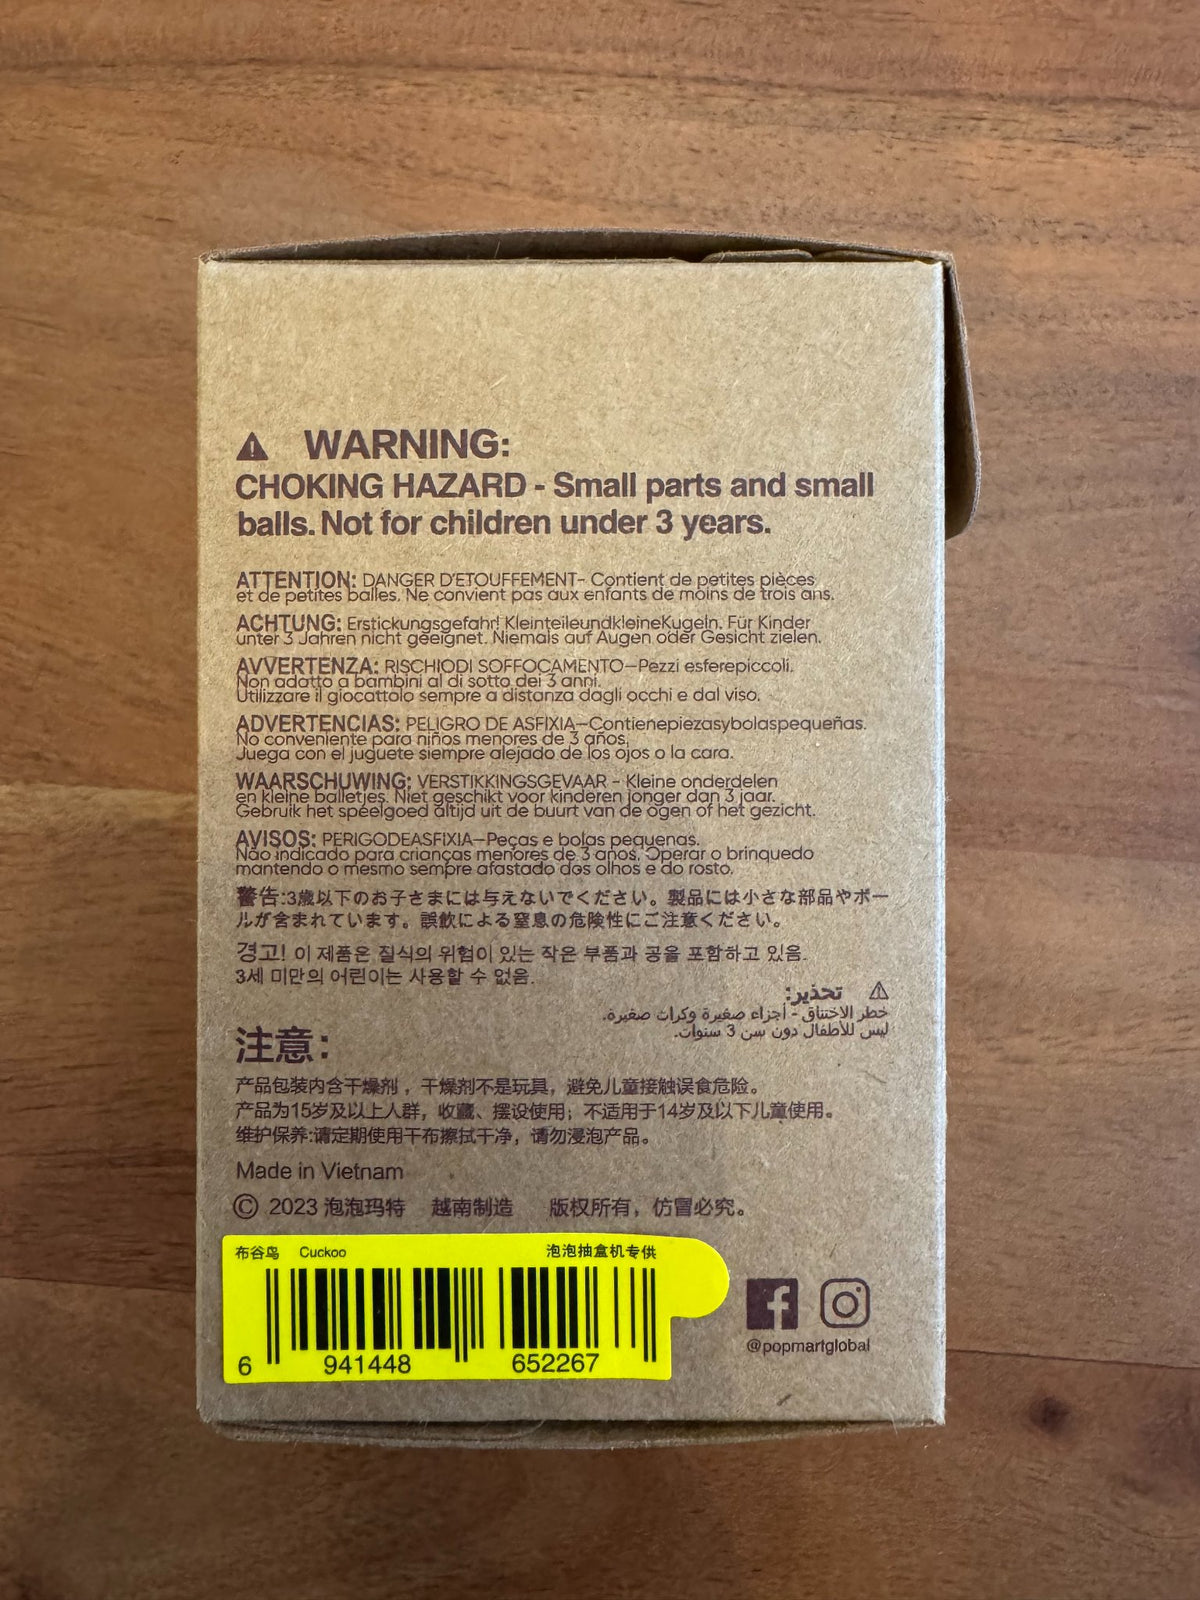 WARNING:
CHOKING HAZARD - Small parts and small
balls. Not for children under 3 years.
ATTENTION: DANGER D'ETOUFFEMENT- Contient de petites pièces
et de petites balles. Ne convient pas aux enfants de moins de trois ans.
ACHTUNG: Erstickungsgefahr! KleinteileundkleineKugeln. Für Kinder
unter 3 Jahren nicht geeignet. Niemals auf Augen oder Gesicht zielen.
AVVERTENZA: RISCHIODI SOFFOCAMENTO—Pezzi esferepiccoli.
Non adatto a bambini al di sotto dei 3 anni.
Utilizzare il giocattolo sempre a distanza dagli occhi e dal viso.
ADVERTENCIAS: PELIGRO DE ASFIXIA—Contienepiezasybolaspequeñas.
No conveniente para niños menores de 3 años.
Juega con el juguete siempre alejado de los ojos o la cara.
WAARSCHUWING: VERSTIKKINGSGEVAAR - Kleine onderdelen
en kleine balletjes. Niet geschikt voor kinderen jonger dan 3 jaar.
Gebruik het speelgoed altijd uit de buurt van de ogen of het gezicht.
AVISOS: PERIGODEASFIXIA—Peças e bolas pequenas.
Não indicado para crianças menores de 3 anos. Operar o brinquedo
mantendo o mesmo sempre afastado dos olhos e do rosto.
警告:3歳以下のお子さまには与えないでください。製品には小さな部品やボー
ルが含まれています。誤飲による窒息の危険性にご注意ください。
경고! 이 제품은 질식의 위험이 있는 작은 부품과 공을 포함하고 있음.
3세 미만의 어린이는 사용할 수 없음.
تحذير:
خطر الاختناق - أجزاء صغيرة وكرات صغيرة.
ليس للأطفال دون سن 3 سنوات.
注意：
产品包装内含干燥剂，干燥剂不是玩具，避免儿童接触误食危险。
产品为15岁及以上人群，收藏、摆设使用；不适用于14岁及以下儿童使用。
维护保养:请定期使用干布擦拭干净，请勿浸泡产品。
Made in Vietnam
© 2023 泡泡玛特 越南制造 版权所有，仿冒必究。
布谷鸟 Cuckoo 泡泡抽盒机专供
6 941448 652267
@popmartglobal